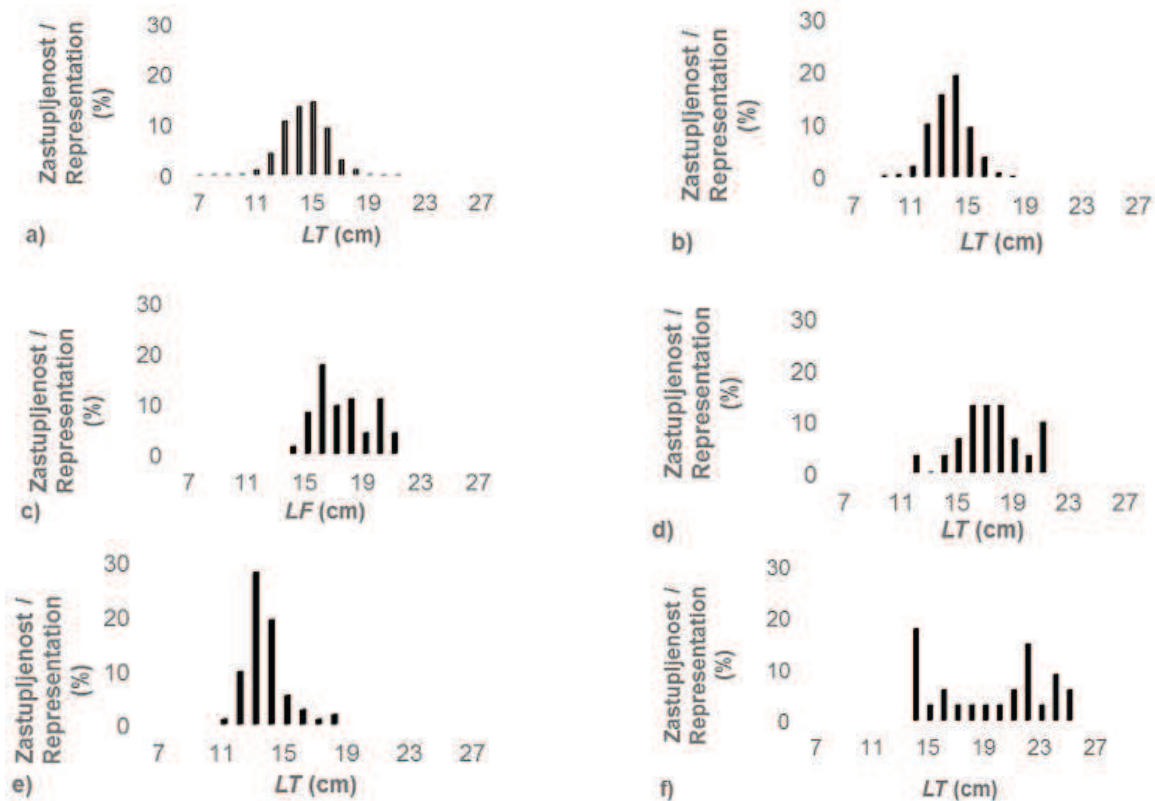 Zastupljenost /
Representation
(%)
30
20
10
0
7 11 15 19 23 27
LT (cm)
a)
Zastupljenost /
Representation
(%)
30
20
10
0
7 11 15 19 23 27
LT (cm)
b)
Zastupljenost /
Representation
(%)
30
20
10
0
7 11 15 19 23 27
LF (cm)
c)
Zastupljenost /
Representation
(%)
30
20
10
0
7 11 15 19 23 27
LT (cm)
d)
Zastupljenost /
Representation
(%)
30
20
10
0
7 11 15 19 23 27
LT (cm)
e)
Zastupljenost /
Representation
(%)
30
20
10
0
7 11 15 19 23 27
LT (cm)
f)